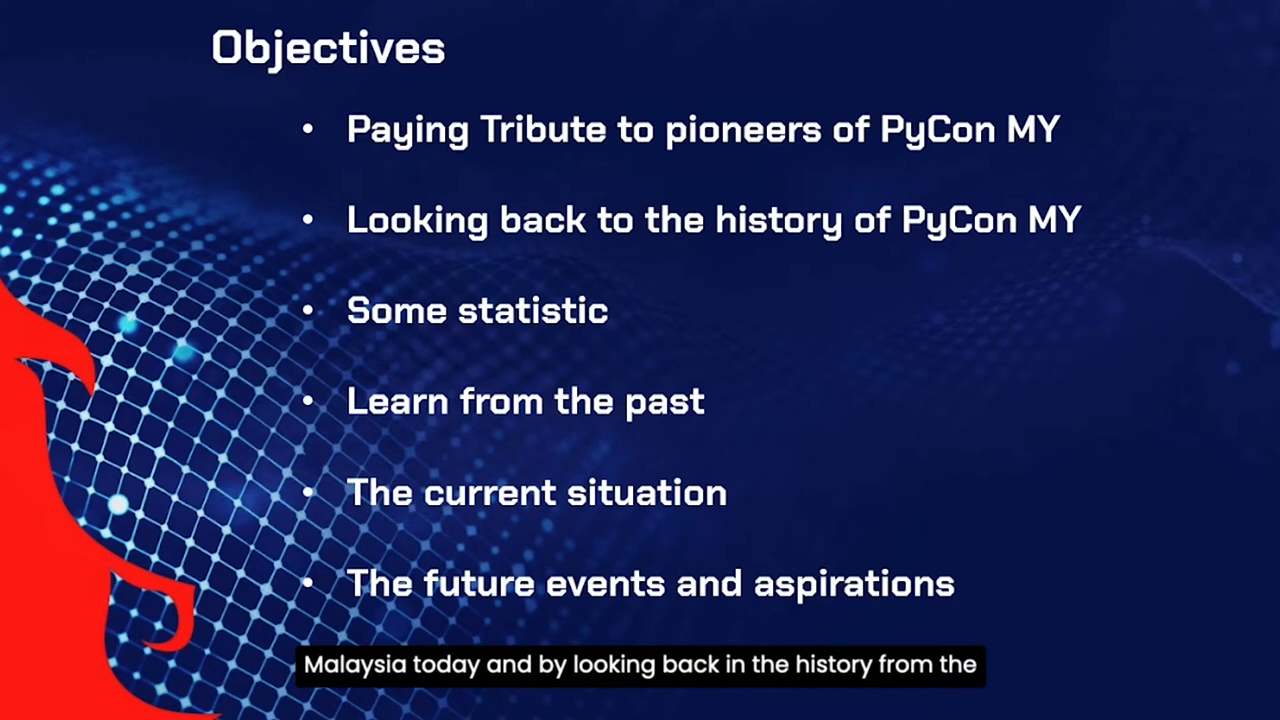 Objectives
• Paying Tribute to pioneers of PyCon MY
• Looking back to the history of PyCon MY
• Some statistic
• Learn from the past
• The current situation
• The future events and aspirations
Malaysia today and by looking back in the history from the